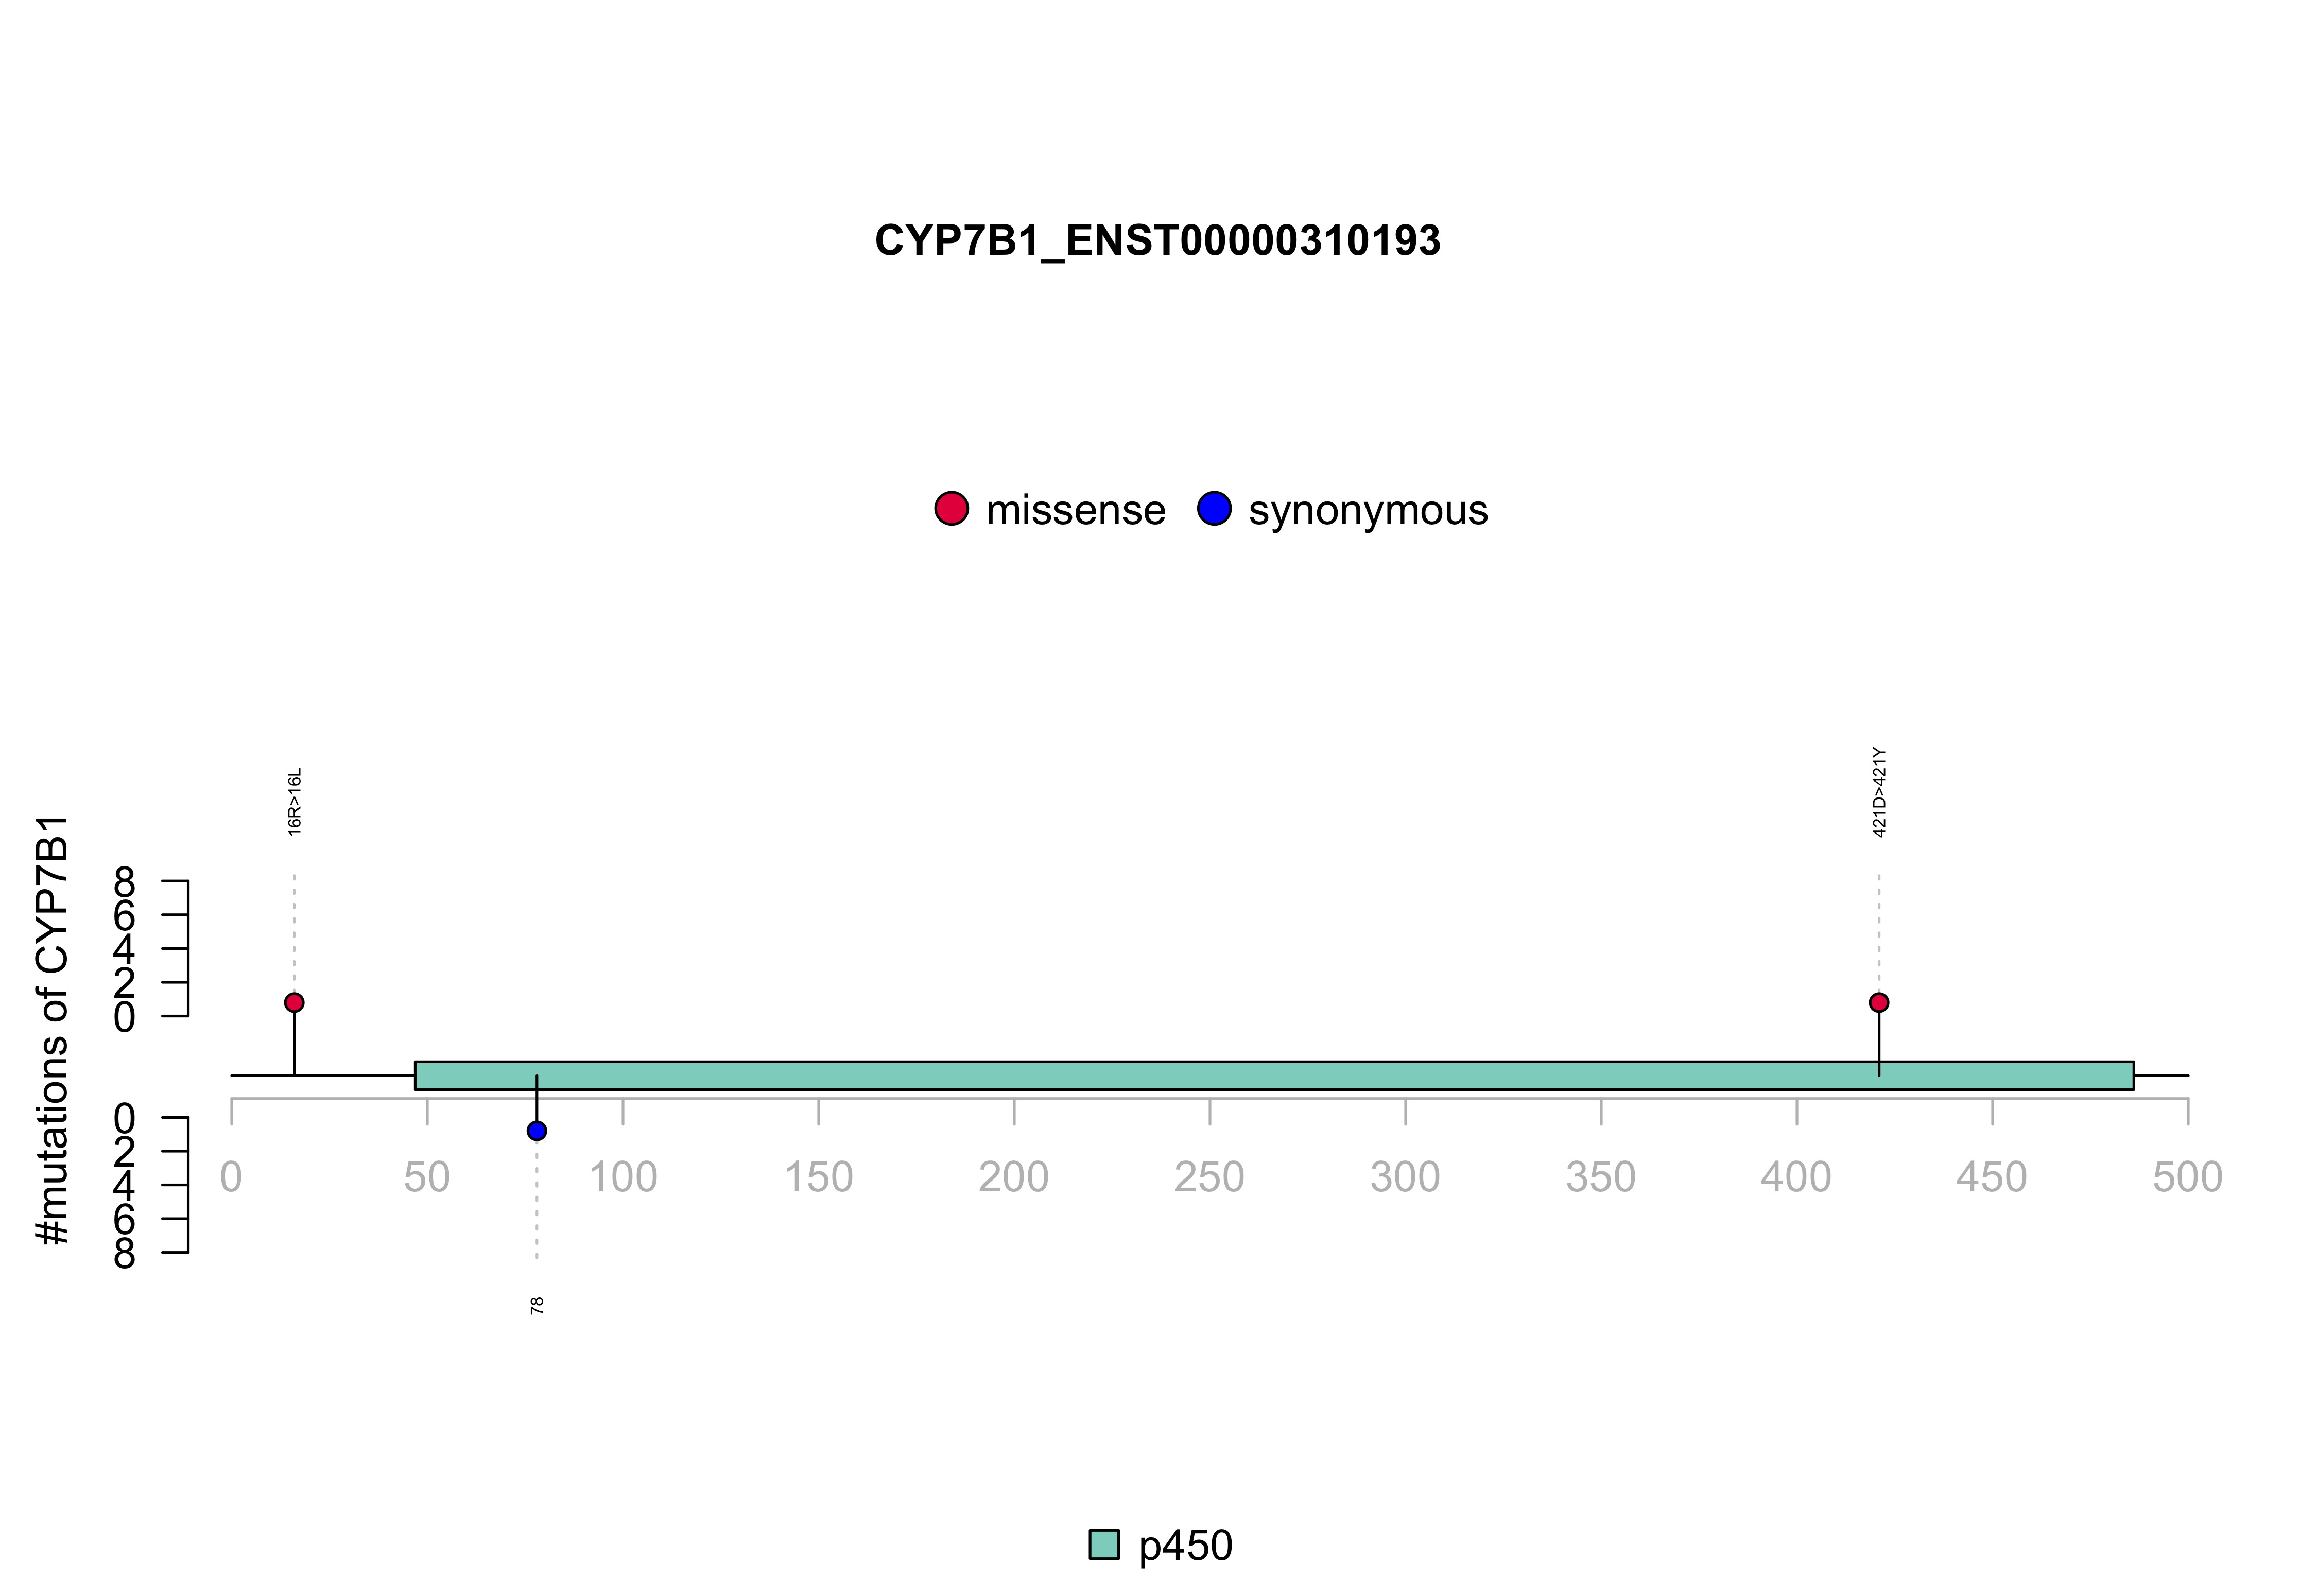 CYP7B1_ENST00000310193
missense synonymous
16R>16L
421D>421Y
#mutations of CYP7B1
8
6
4
2
0
0
2
4
6
8
0 50 100 150 200 250 300 350 400 450 500
78
p450